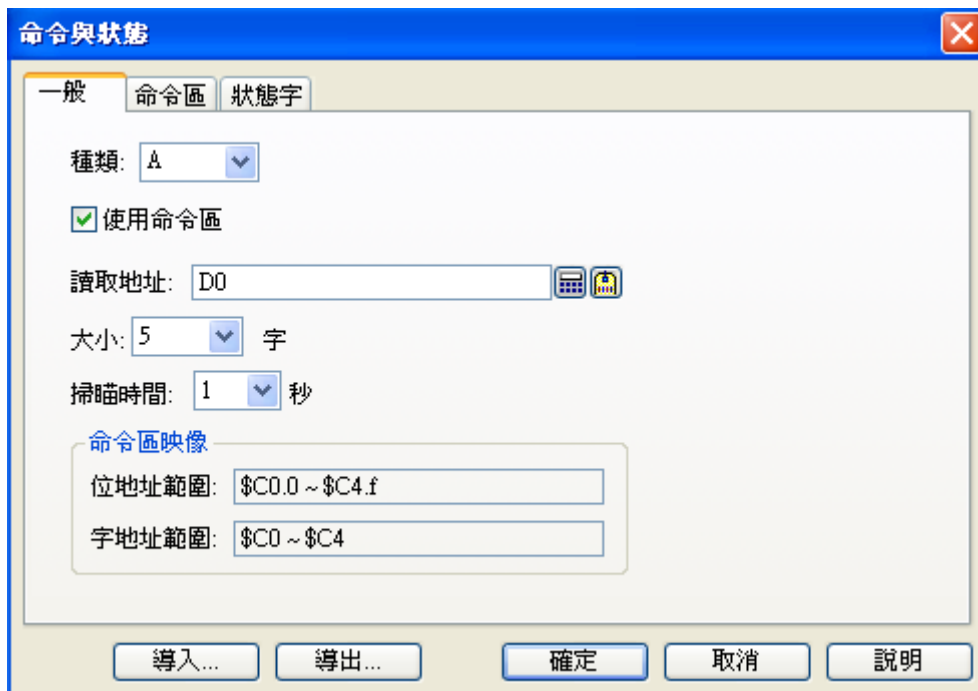 命令與狀態
一般 命令區 狀態字
種類: A
使用命令區
讀取地址: D0
大小: 5 字
掃瞄時間: 1 秒
命令區映像
位地址範圍: $C0.0 ~ $C4.f
字地址範圍: $C0 ~ $C4
導入... 導出... 確定 取消 說明